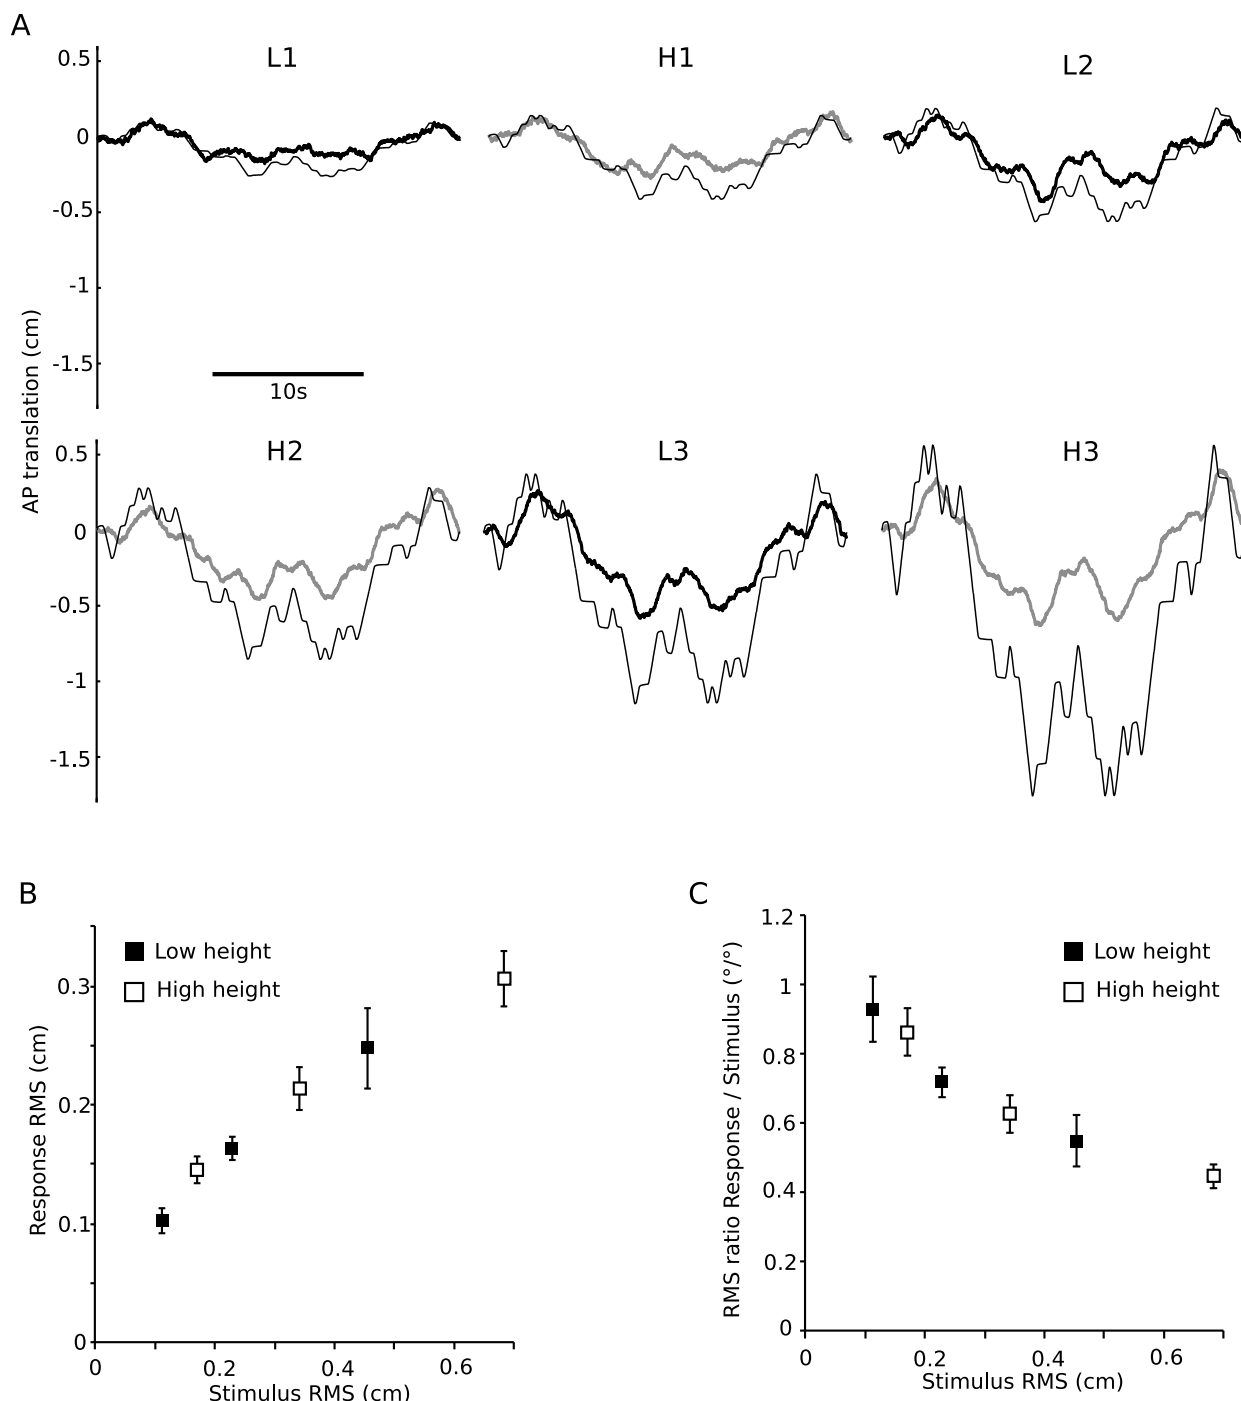 A
L1
H1
L2
0.5
0
-0.5
-1
-1.5
AP translation (cm)
10s
H2
L3
H3
0.5
0
-0.5
-1
-1.5
B
Low height
High height
0.3
0.2
0.1
0
Response RMS (cm)
0
0.2
0.4
0.6
Stimulus RMS (cm)
C
Low height
High height
1.2
1
0.8
0.6
0.4
0.2
0
RMS ratio Response / Stimulus (°/°)
0
0.2
0.4
0.6
Stimulus RMS (cm)